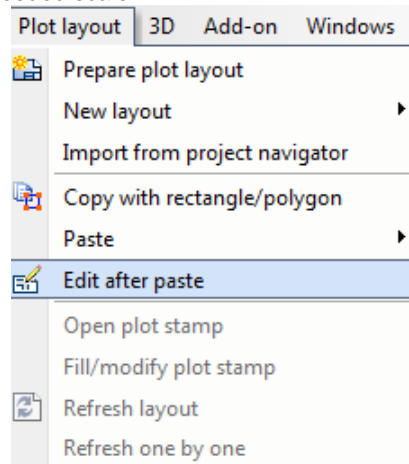 Plot layout 3D Add-on Windows
Prepare plot layout
New layout
Import from project navigator
Copy with rectangle/polygon
Paste
Edit after paste
Open plot stamp
Fill/modify plot stamp
Refresh layout
Refresh one by one